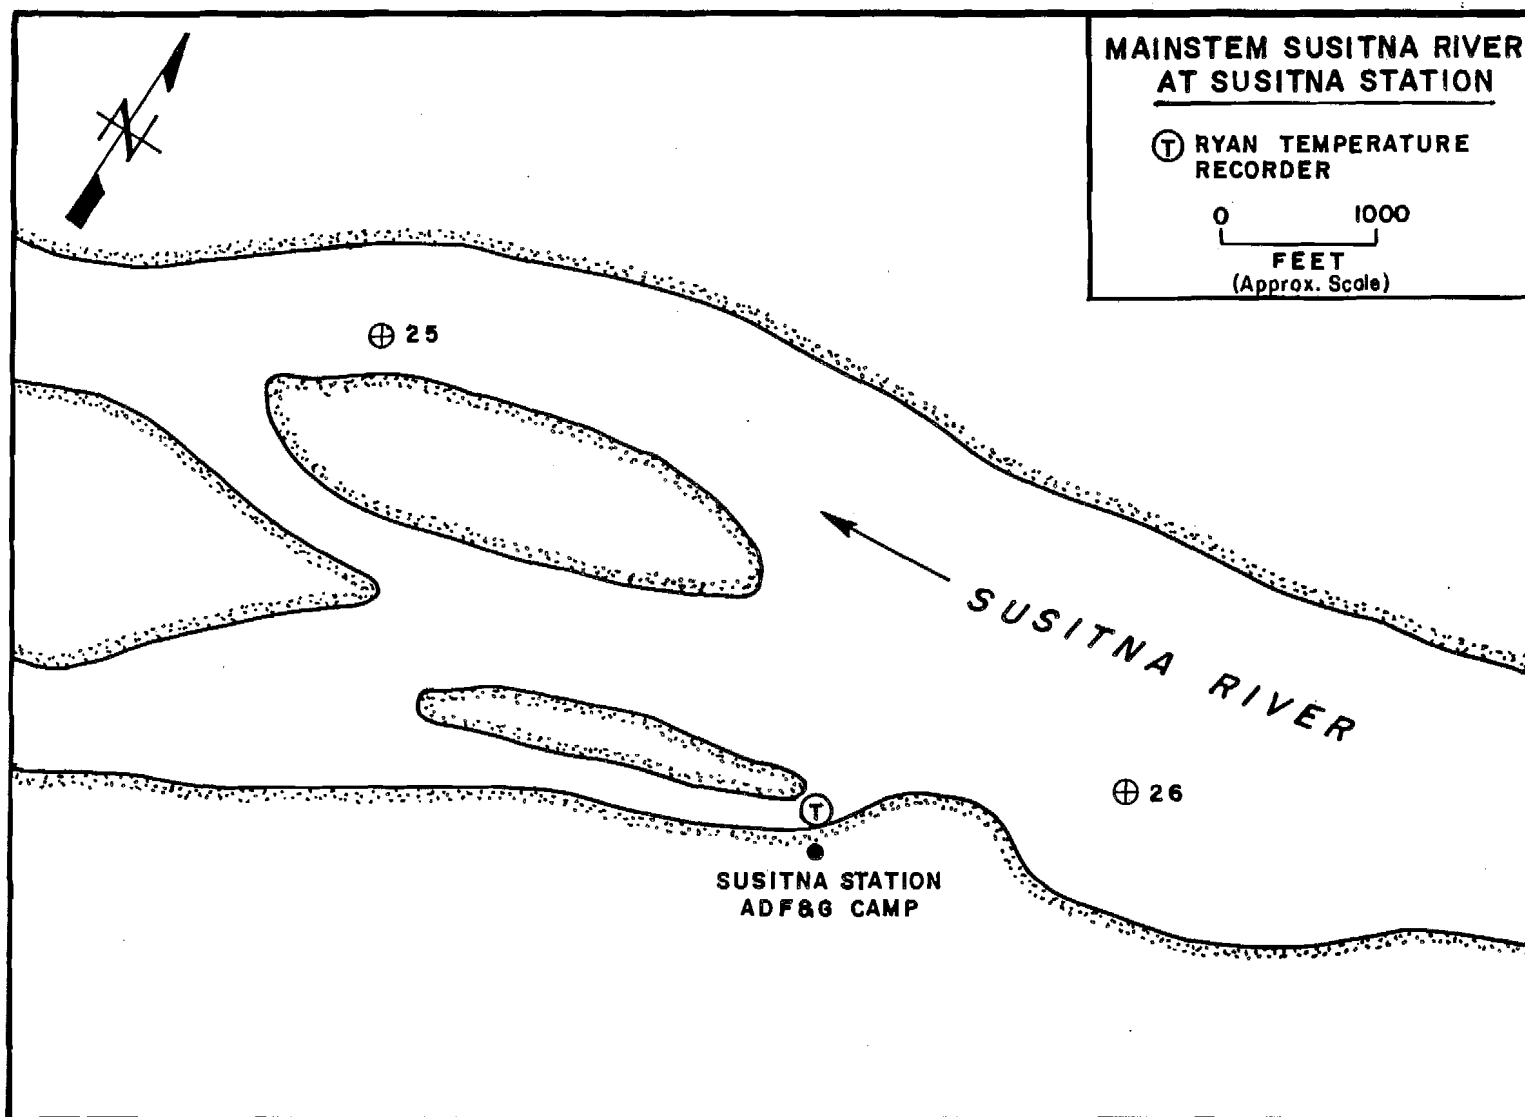 MAINSTEM SUSITNA RIVER
AT SUSITNA STATION
T RYAN TEMPERATURE
RECORDER
0 1000
FEET
(Approx. Scale)
N
25
SUSITNA RIVER
26
T
SUSITNA STATION
ADF&G CAMP